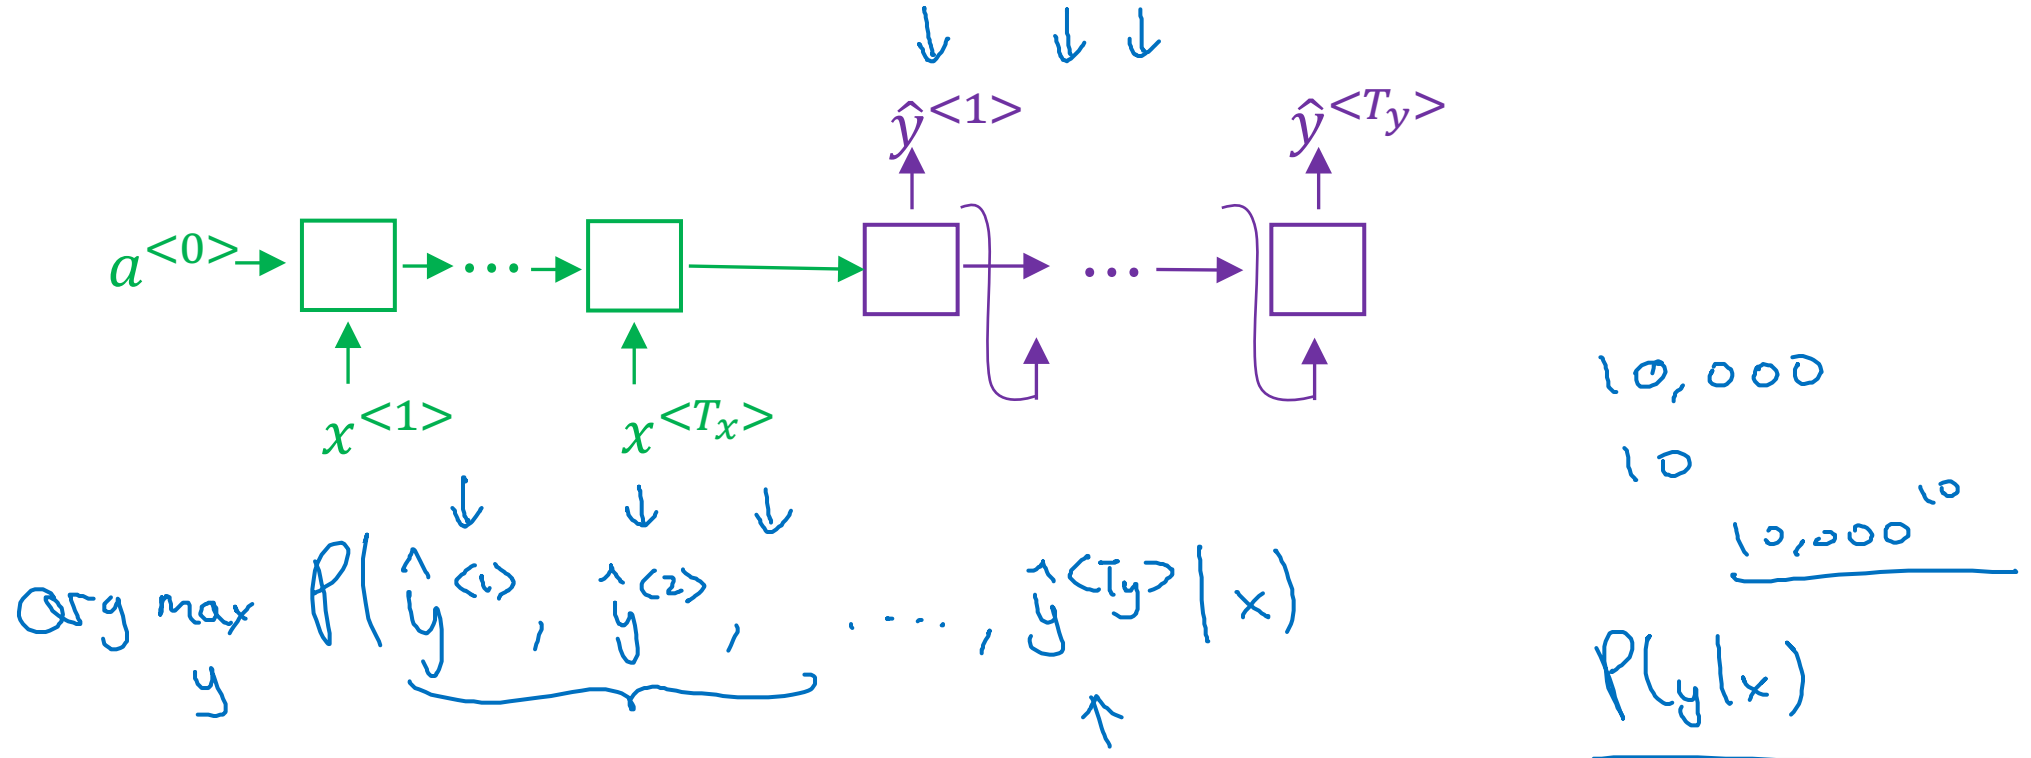 ŷ<1> ŷ<Ty>
a<0> ... ...
x<1> x<Tx>
10,000
10
10,000^10
arg max P(ŷ<1>, ŷ<2>, ....., ŷ<Ty> | x)
y
P(y|x)